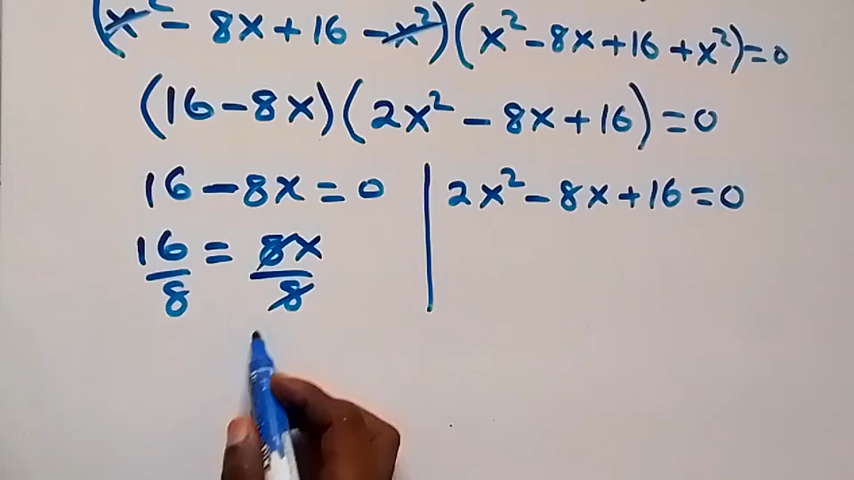 (x² - 8x + 16 - x²)(x² - 8x + 16 + x²) = 0
(16 - 8x)(2x² - 8x + 16) = 0
16 - 8x = 0 | 2x² - 8x + 16 = 0
16/8 = 8x/8